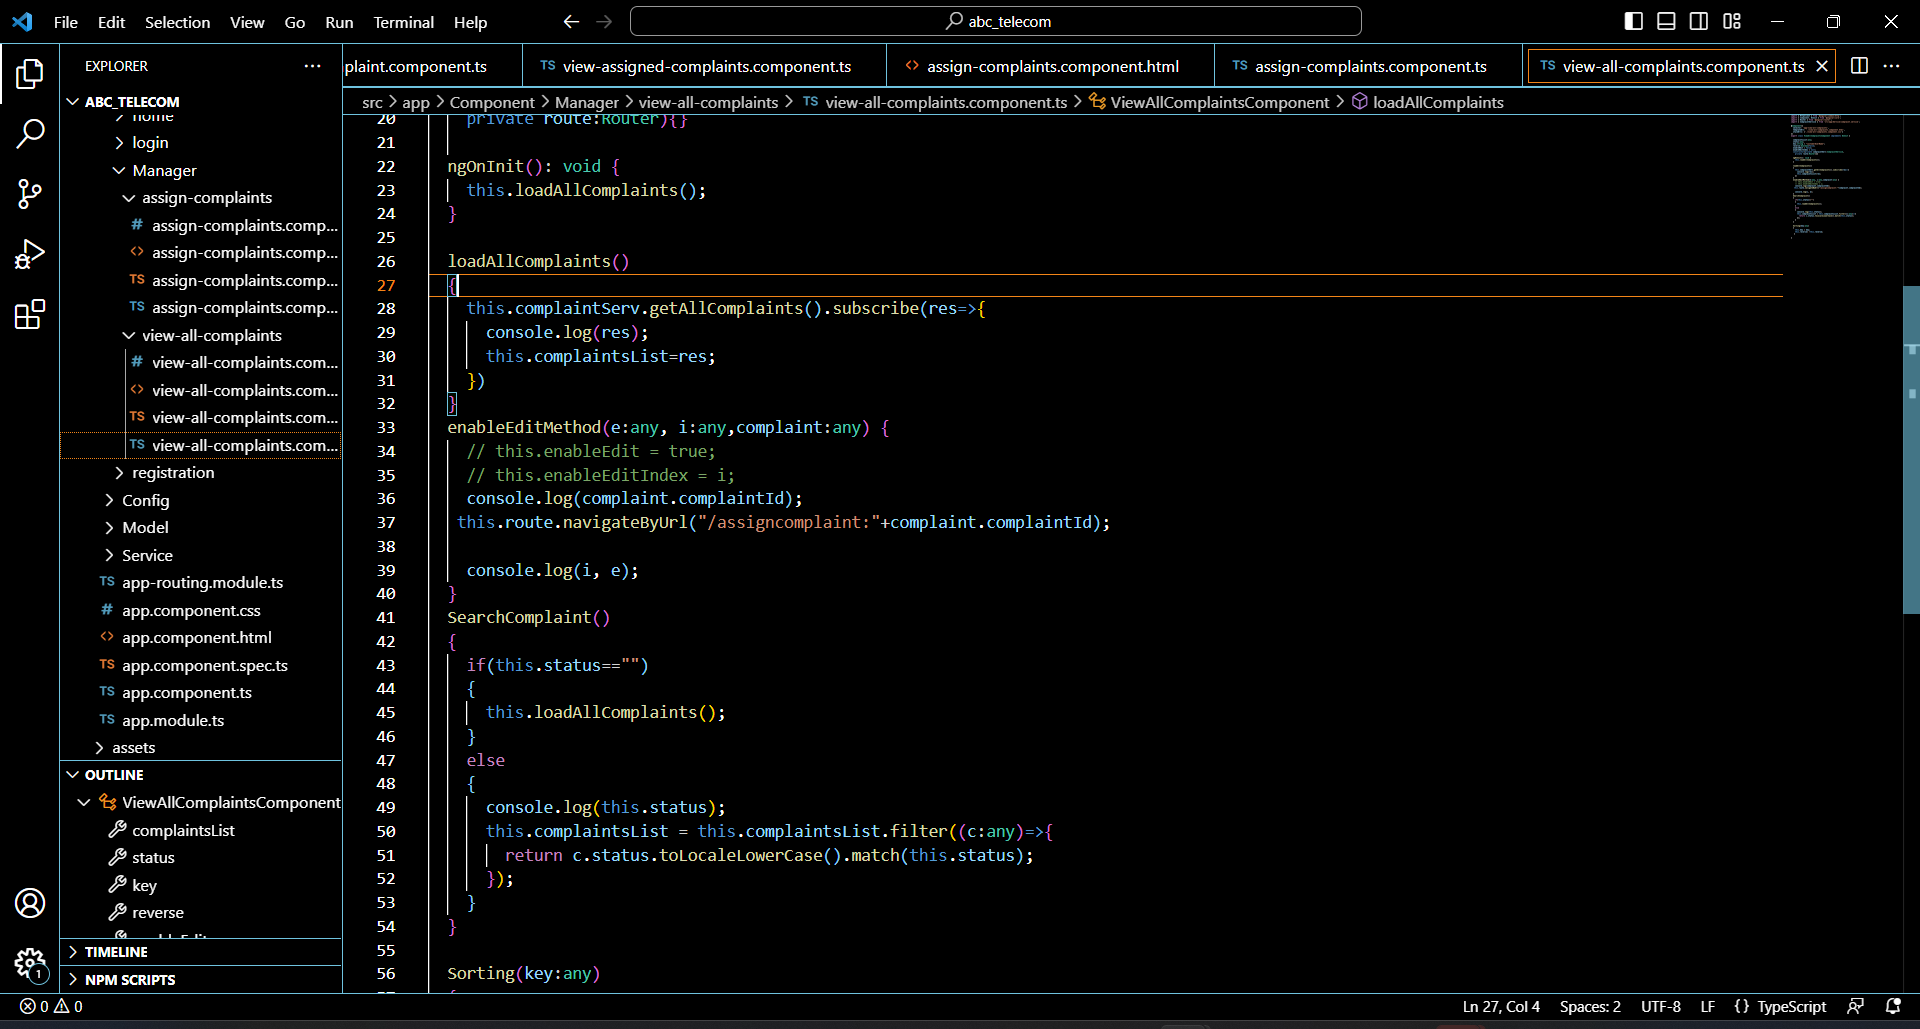 File Edit Selection View Go Run Terminal Help
abc_telecom
EXPLORER
plaint.component.ts
TS view-assigned-complaints.component.ts
<> assign-complaints.component.html
TS assign-complaints.component.ts
TS view-all-complaints.component.ts
src > app > Component > Manager > view-all-complaints > TS view-all-complaints.component.ts > ViewAllComplaintsComponent > loadAllComplaints
ABC_TELECOM
home
login
Manager
assign-complaints
# assign-complaints.comp...
<> assign-complaints.comp...
TS assign-complaints.comp...
TS assign-complaints.comp...
view-all-complaints
# view-all-complaints.com...
<> view-all-complaints.com...
TS view-all-complaints.com...
TS view-all-complaints.com...
registration
Config
Model
Service
TS app-routing.module.ts
# app.component.css
<> app.component.html
TS app.component.spec.ts
TS app.component.ts
TS app.module.ts
assets
OUTLINE
ViewAllComplaintsComponent
complaintsList
status
key
reverse
TIMELINE
NPM SCRIPTS
20 private route:Router){}
21
22 ngOnInit(): void {
23 this.loadAllComplaints();
24 }
25
26 loadAllComplaints()
27 {
28 this.complaintServ.getAllComplaints().subscribe(res=>{
29 console.log(res);
30 this.complaintsList=res;
31 })
32 }
33 enableEditMethod(e:any, i:any,complaint:any) {
34 // this.enableEdit = true;
35 // this.enableEditIndex = i;
36 console.log(complaint.complaintId);
37 this.route.navigateByUrl("/assigncomplaint:"+complaint.complaintId);
38
39 console.log(i, e);
40 }
41 SearchComplaint()
42 {
43 if(this.status=="")
44 {
45 this.loadAllComplaints();
46 }
47 else
48 {
49 console.log(this.status);
50 this.complaintsList = this.complaintsList.filter((c:any)=>{
51 return c.status.toLocaleLowerCase().match(this.status);
52 });
53 }
54 }
55
56 Sorting(key:any)
1
0 0
Ln 27, Col 4 Spaces: 2 UTF-8 LF {} TypeScript